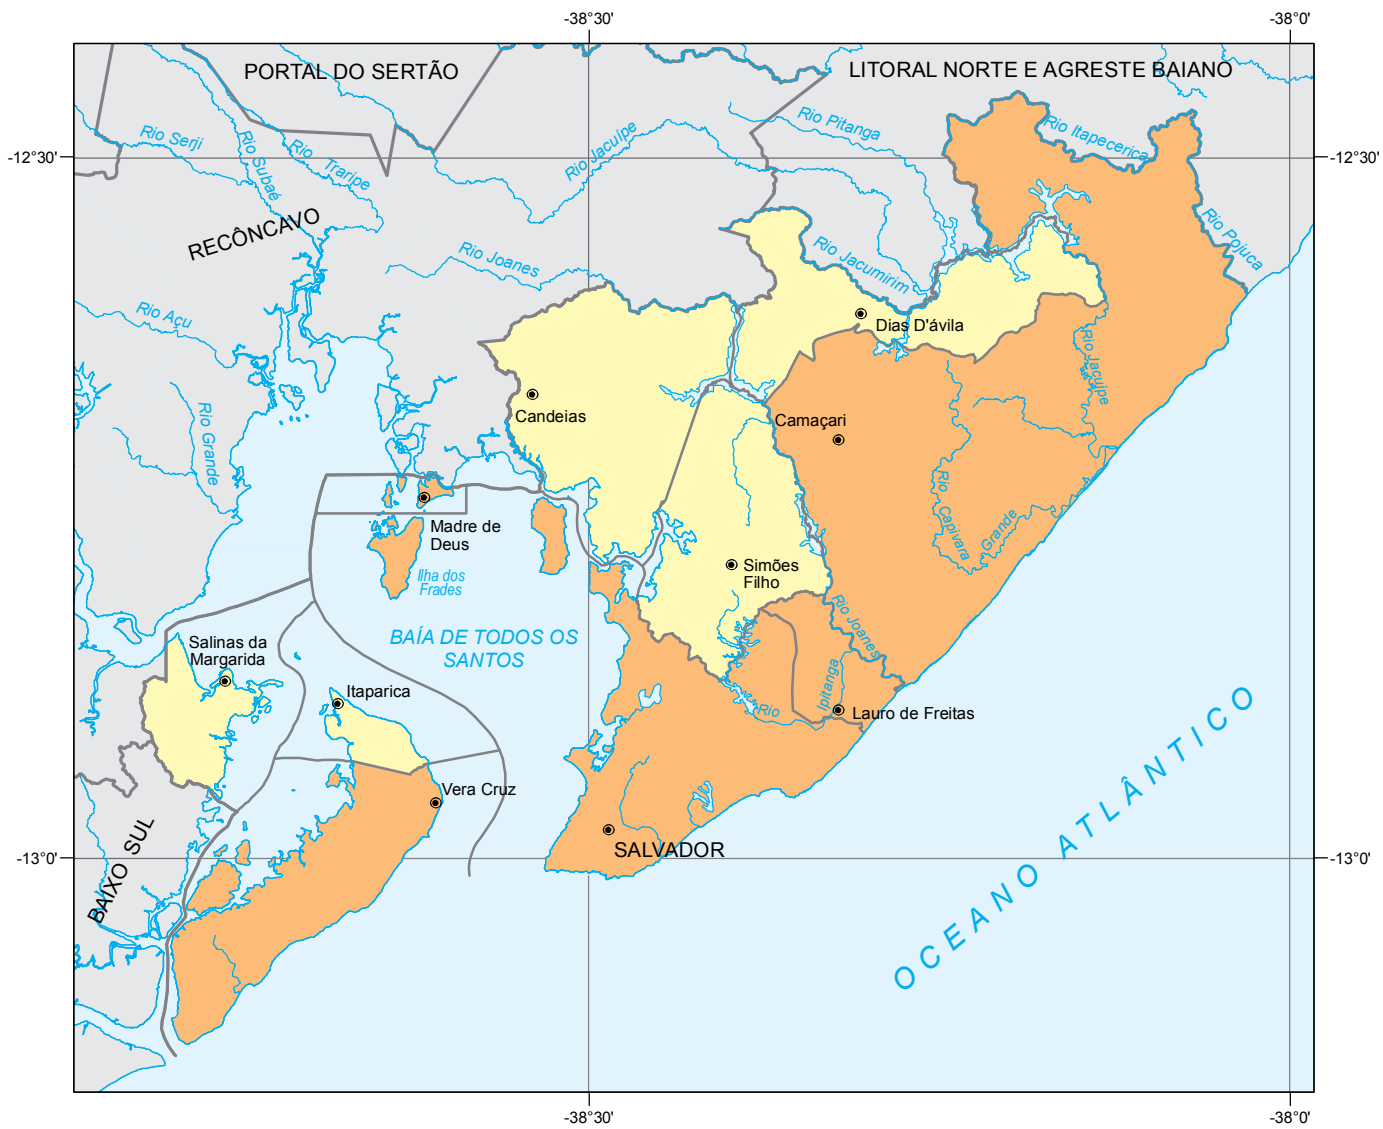 -38°30'
-38°0'
PORTAL DO SERTÃO
LITORAL NORTE E AGRESTE BAIANO
-12°30'
-12°30'
Rio Serji
Rio Subaé
Rio Traripe
Rio Jacuípe
Rio Pitanga
Rio Itapecerica
RECÔNCAVO
Rio Joanes
Rio Jacumirim
Rio Pojuca
Rio Açu
Dias D'ávila
Rio Jacuípe
Rio Grande
Candeias
Camaçari
Rio Capivara
Grande
Madre de
Deus
Ilha dos
Frades
Simões
Filho
Rio Joanes
BAÍA DE TODOS OS
SANTOS
Salinas da
Margarida
Itaparica
Rio
Ipitanga
Lauro de Freitas
Vera Cruz
SALVADOR
BAIXO SUL
OCEANO ATLÂNTICO
-13°0'
-13°0'
-38°30'
-38°0'